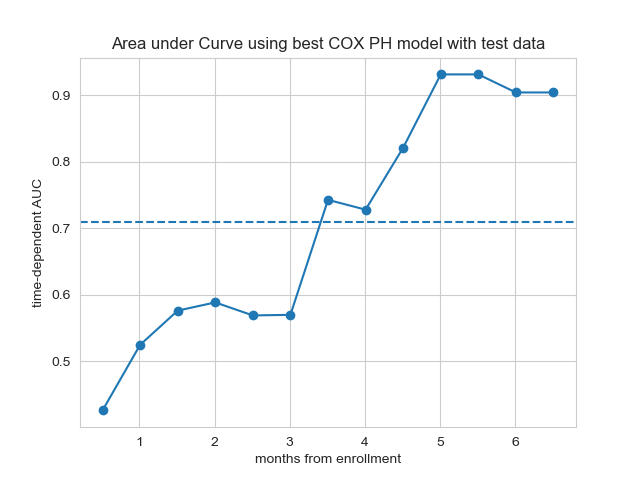 Area under Curve using best COX PH model with test data
time-dependent AUC
0.9
0.8
0.7
0.6
0.5
1 2 3 4 5 6
months from enrollment